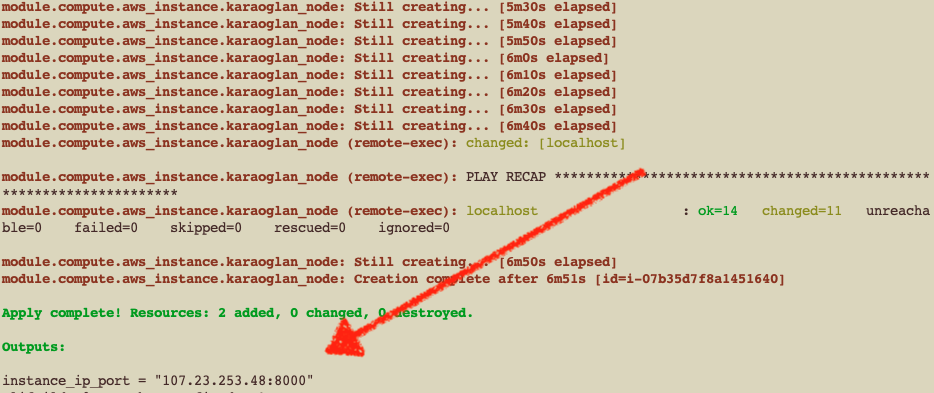 module.compute.aws_instance.karaoglan_node: Still creating... [5m30s elapsed]
module.compute.aws_instance.karaoglan_node: Still creating... [5m40s elapsed]
module.compute.aws_instance.karaoglan_node: Still creating... [5m50s elapsed]
module.compute.aws_instance.karaoglan_node: Still creating... [6m0s elapsed]
module.compute.aws_instance.karaoglan_node: Still creating... [6m10s elapsed]
module.compute.aws_instance.karaoglan_node: Still creating... [6m20s elapsed]
module.compute.aws_instance.karaoglan_node: Still creating... [6m30s elapsed]
module.compute.aws_instance.karaoglan_node: Still creating... [6m40s elapsed]
module.compute.aws_instance.karaoglan_node (remote-exec): changed: [localhost]
module.compute.aws_instance.karaoglan_node (remote-exec): PLAY RECAP ***********************************************
**********************
module.compute.aws_instance.karaoglan_node (remote-exec): localhost                  : ok=14   changed=11   unreacha
ble=0    failed=0    skipped=0    rescued=0    ignored=0
module.compute.aws_instance.karaoglan_node: Still creating... [6m50s elapsed]
module.compute.aws_instance.karaoglan_node: Creation complete after 6m51s [id=i-07b35d7f8a1451640]
Apply complete! Resources: 2 added, 0 changed, 0 destroyed.
Outputs:
instance_ip_port = "107.23.253.48:8000"